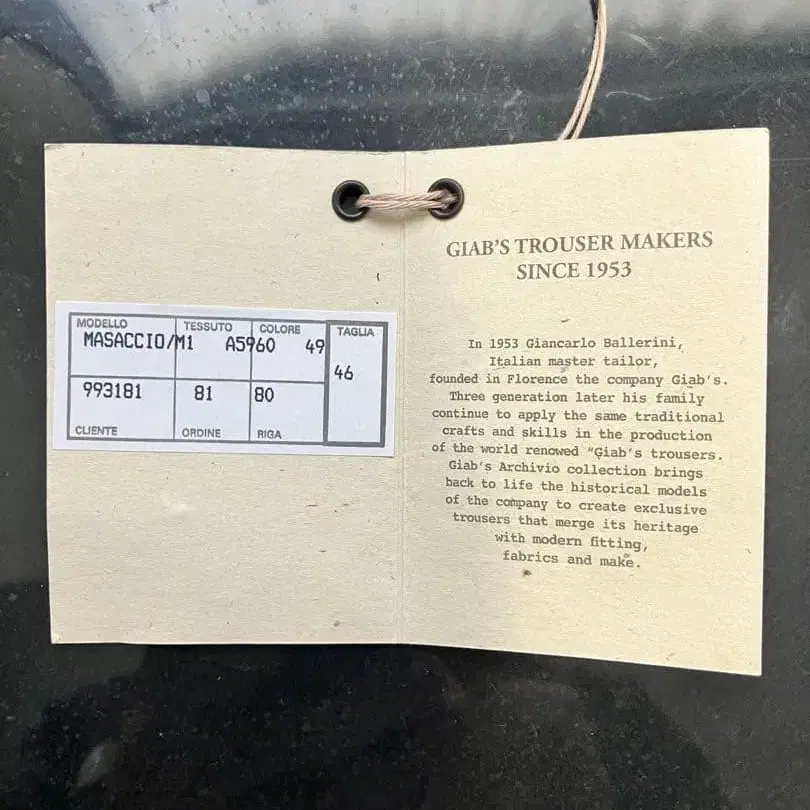 MODELLO TESSUTO COLORE TAGLIA
MASACCIO/M1 A5960 49
46
993181 81 80
CLIENTE ORDINE RIGA
GIAB'S TROUSER MAKERS
SINCE 1953
In 1953 Giancarlo Ballerini,
Italian master tailor,
founded in Florence the company Giab's.
Three generation later his family
continue to apply the same traditional
crafts and skills in the production
of the world renowed "Giab's trousers.
Giab's Archivio collection brings
back to life the historical models
of the company to create exclusive
trousers that merge its heritage
with modern fitting,
fabrics and make.